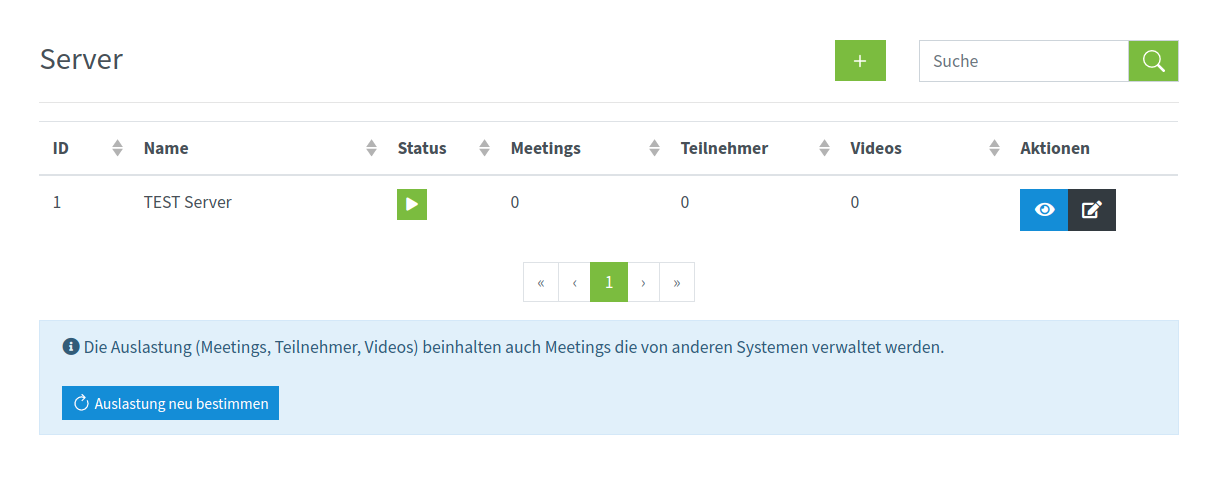 Server
+
Suche
ID Name Status Meetings Teilnehmer Videos Aktionen
1 TEST Server 0 0 0
« ‹ 1 › »
Die Auslastung (Meetings, Teilnehmer, Videos) beinhalten auch Meetings die von anderen Systemen verwaltet werden.
Auslastung neu bestimmen